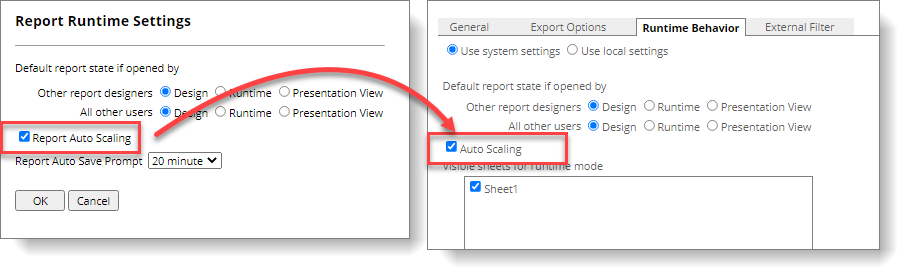 Report Runtime Settings
Default report state if opened by
Other report designers Design Runtime Presentation View
All other users Design Runtime Presentation View
Report Auto Scaling
Report Auto Save Prompt 20 minute
OK Cancel
General Export Options Runtime Behavior External Filter
Use system settings Use local settings
Default report state if opened by
Other report designers Design Runtime Presentation View
All other users Design Runtime Presentation View
Auto Scaling
Visible sheets for runtime mode
Sheet1